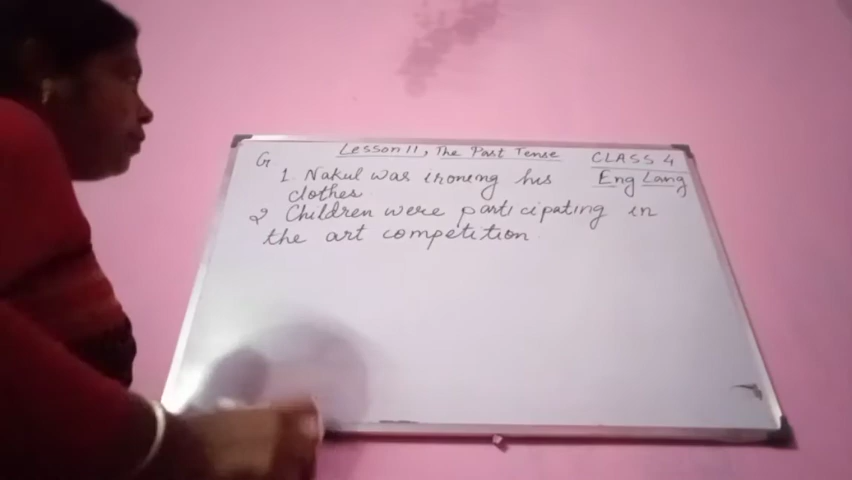 Lesson 11, The Past Tense
CLASS 4
Eng Lang
G
1. Nakul was ironing his
clothes
2 Children were participating in
the art competition.